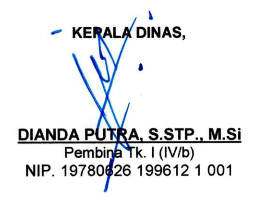 KEPALA DINAS,
DIANDA PUTRA, S.STP., M.Si
Pembina Tk. I (IV/b)
NIP. 19780626 199612 1 001